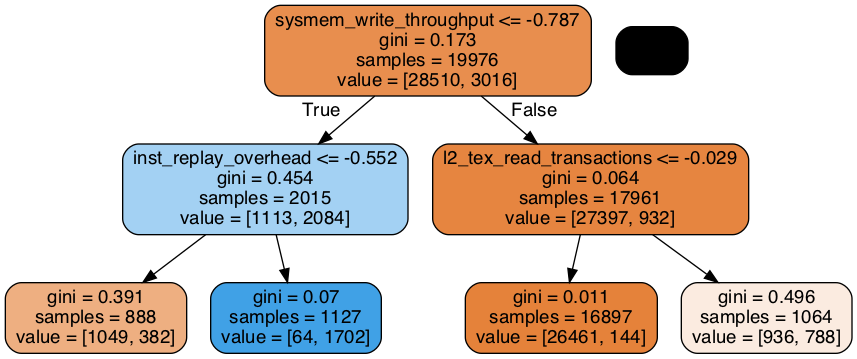 sysmem_write_throughput <= -0.787
gini = 0.173
samples = 19976
value = [28510, 3016]
True
False
inst_replay_overhead <= -0.552
gini = 0.454
samples = 2015
value = [1113, 2084]
l2_tex_read_transactions <= -0.029
gini = 0.064
samples = 17961
value = [27397, 932]
gini = 0.391
samples = 888
value = [1049, 382]
gini = 0.07
samples = 1127
value = [64, 1702]
gini = 0.011
samples = 16897
value = [26461, 144]
gini = 0.496
samples = 1064
value = [936, 788]